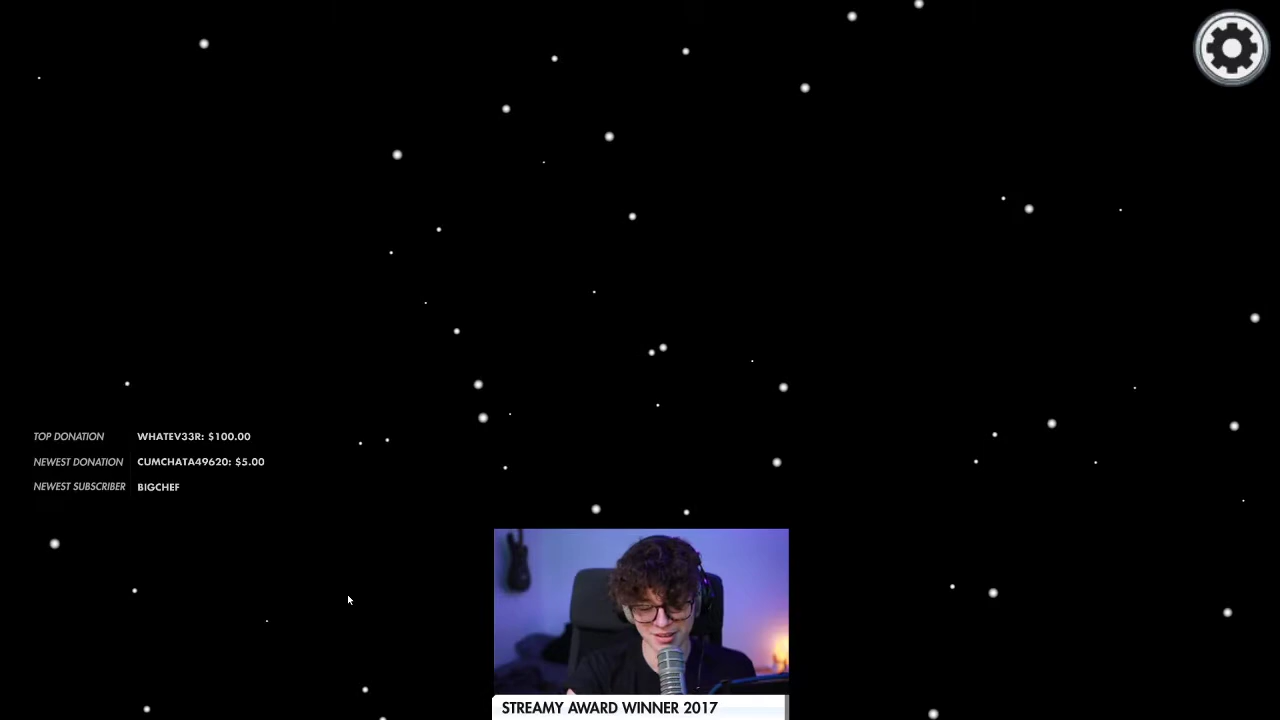 TOP DONATION WHATEV33R: $100.00
NEWEST DONATION CUMCHATA49620: $5.00
NEWEST SUBSCRIBER BIGCHEF
STREAMY AWARD WINNER 2017